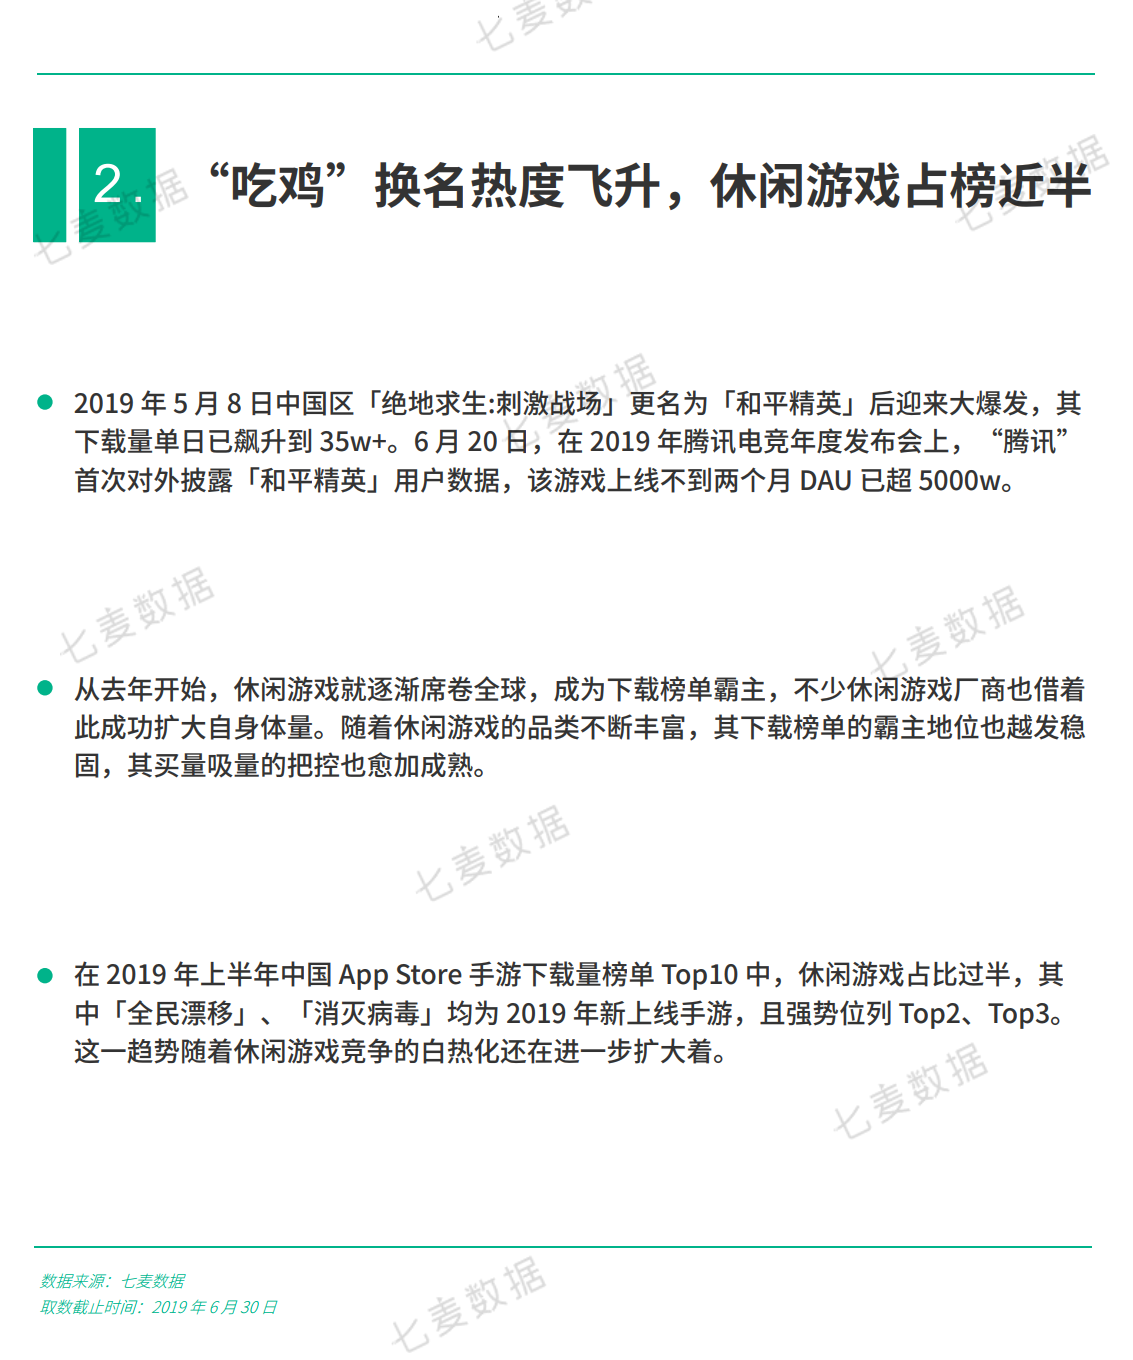 七麦数据
2. “吃鸡”换名热度飞升，休闲游戏占榜近半
七麦数据
七麦数据
七麦数据
2019 年 5 月 8 日中国区「绝地求生:刺激战场」更名为「和平精英」后迎来大爆发，其
下载量单日已飙升到 35w+。6 月 20 日，在 2019 年腾讯电竞年度发布会上，“腾讯”
首次对外披露「和平精英」用户数据，该游戏上线不到两个月 DAU 已超 5000w。
七麦数据
七麦数据
从去年开始，休闲游戏就逐渐席卷全球，成为下载榜单霸主，不少休闲游戏厂商也借着
此成功扩大自身体量。随着休闲游戏的品类不断丰富，其下载榜单的霸主地位也越发稳
固，其买量吸量的把控也愈加成熟。
七麦数据
在 2019 年上半年中国 App Store 手游下载量榜单 Top10 中，休闲游戏占比过半，其
中「全民漂移」、「消灭病毒」均为 2019 年新上线手游，且强势位列 Top2、Top3。
这一趋势随着休闲游戏竞争的白热化还在进一步扩大着。
七麦数据
数据来源：七麦数据
取数截止时间：2019 年 6 月 30 日
七麦数据